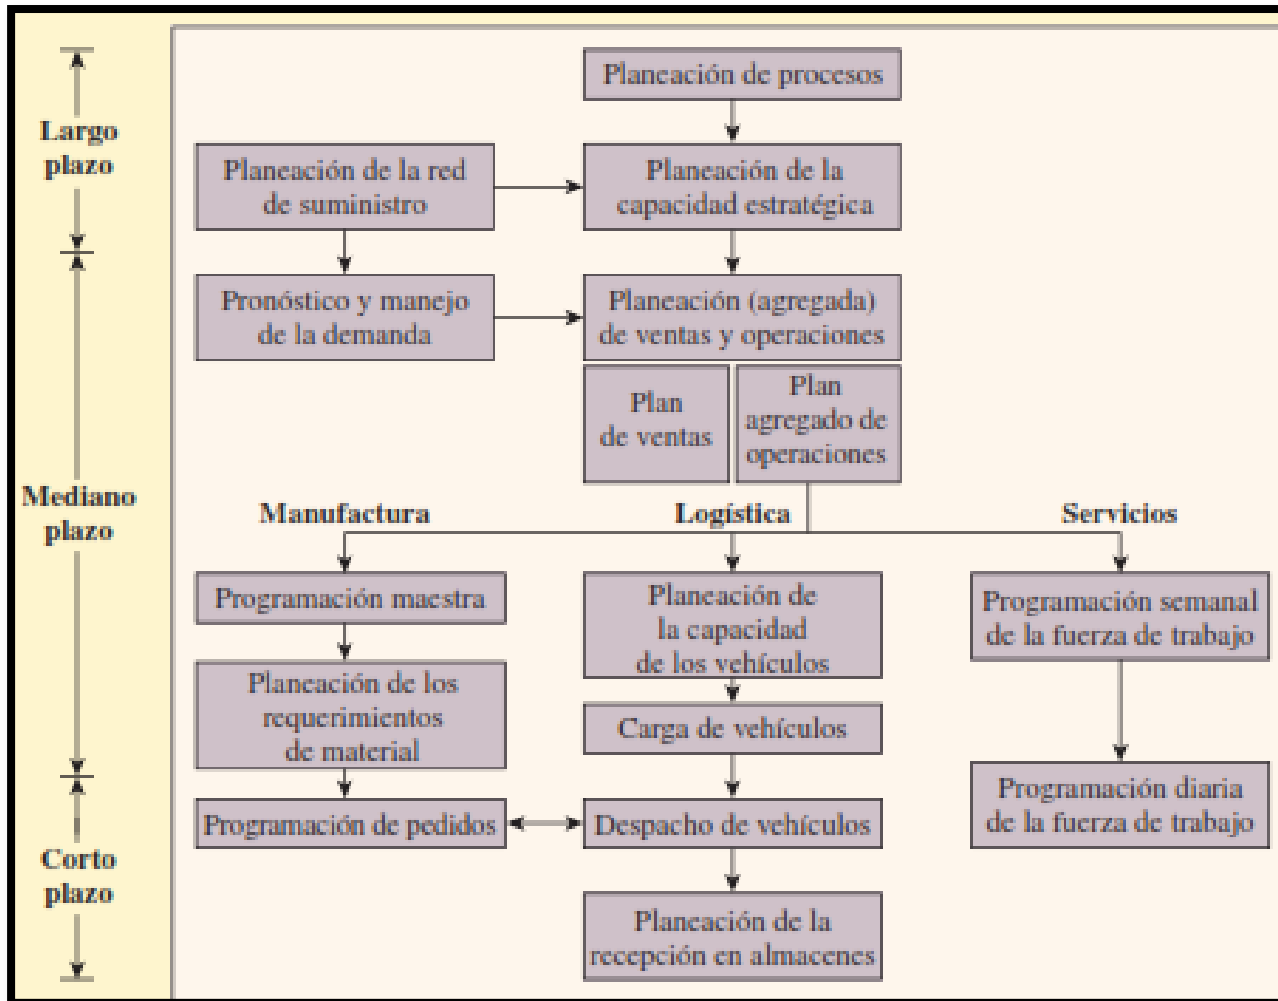 Largo
plazo
Planeación de procesos
Planeación de la red
de suministro
Planeación de la
capacidad estratégica
Pronóstico y manejo
de la demanda
Planeación (agregada)
de ventas y operaciones
Plan
de ventas
Plan
agregado de
operaciones
Mediano
plazo
Manufactura
Logística
Servicios
Programación maestra
Planeación de
la capacidad
de los vehículos
Programación semanal
de la fuerza de trabajo
Planeación de los
requerimientos
de material
Carga de vehículos
Programación diaria
de la fuerza de trabajo
Corto
plazo
Programación de pedidos
Despacho de vehículos
Planeación de la
recepción en almacenes